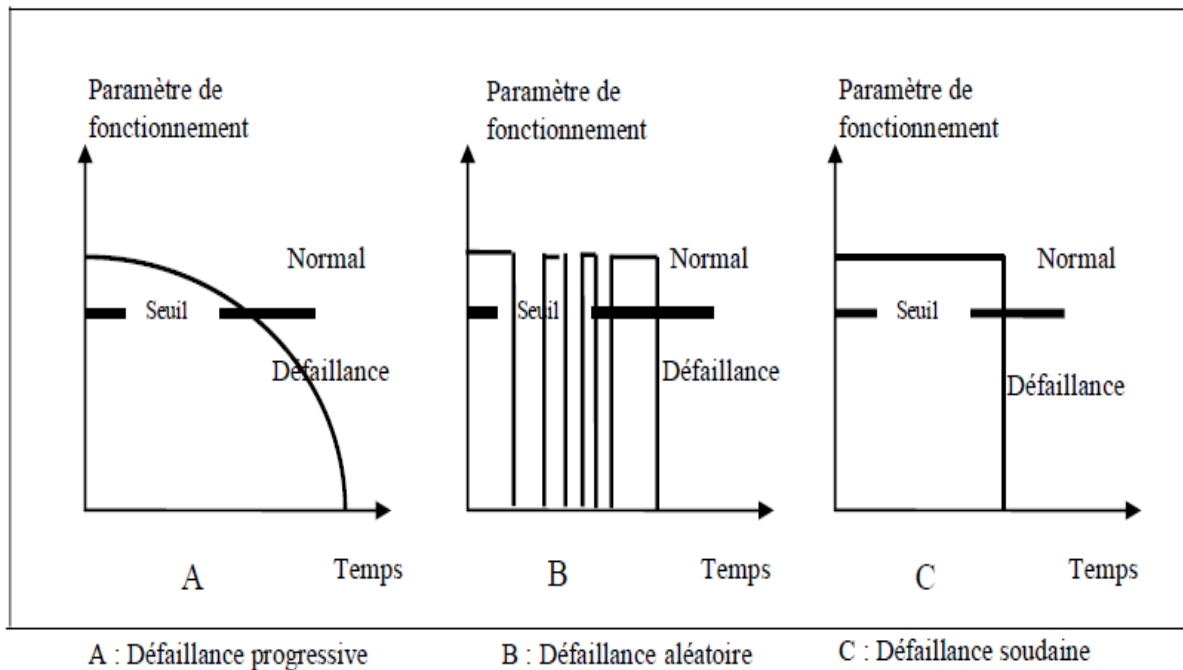 Paramètre de
fonctionnement
Normal
Seuil
Défaillance
Temps
A
Paramètre de
fonctionnement
Normal
Seuil
Défaillance
Temps
B
Paramètre de
fonctionnement
Normal
Seuil
Défaillance
Temps
C
A : Défaillance progressive
B : Défaillance aléatoire
C : Défaillance soudaine